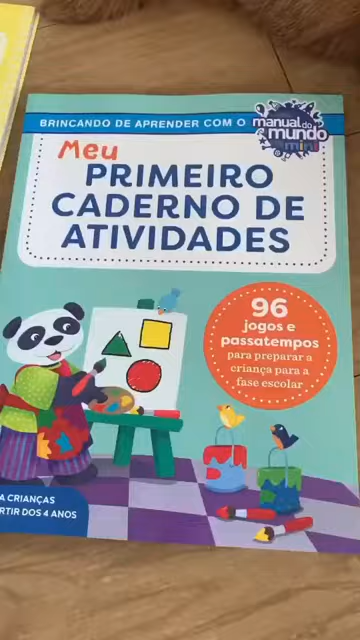 BRINCANDO DE APRENDER COM O
manual do
mundo
mini
Meu
PRIMEIRO
CADERNO DE
ATIVIDADES
96
jogos e
passatempos
para preparar a
criança para a
fase escolar
A CRIANÇAS
RTIR DOS 4 ANOS